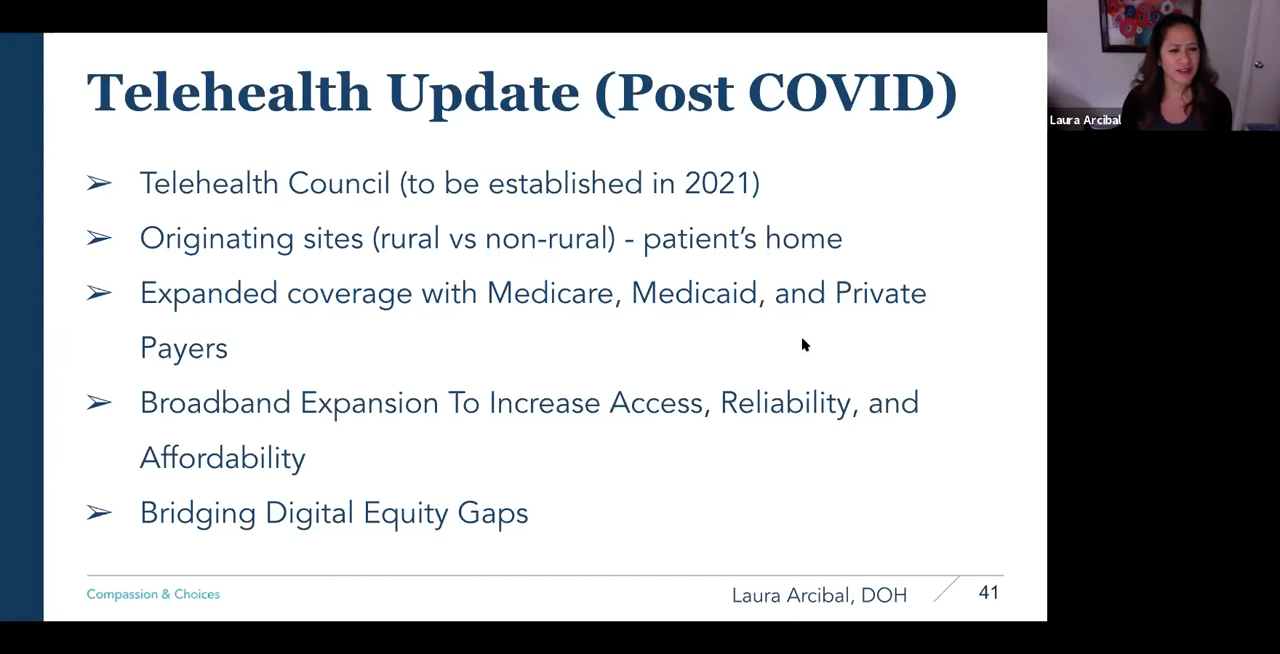 Telehealth Update (Post COVID)
Laura Arcibal
➢ Telehealth Council (to be established in 2021)
➢ Originating sites (rural vs non-rural) - patient’s home
➢ Expanded coverage with Medicare, Medicaid, and Private
Payers
➢ Broadband Expansion To Increase Access, Reliability, and
Affordability
➢ Bridging Digital Equity Gaps
Compassion & Choices
Laura Arcibal, DOH
41